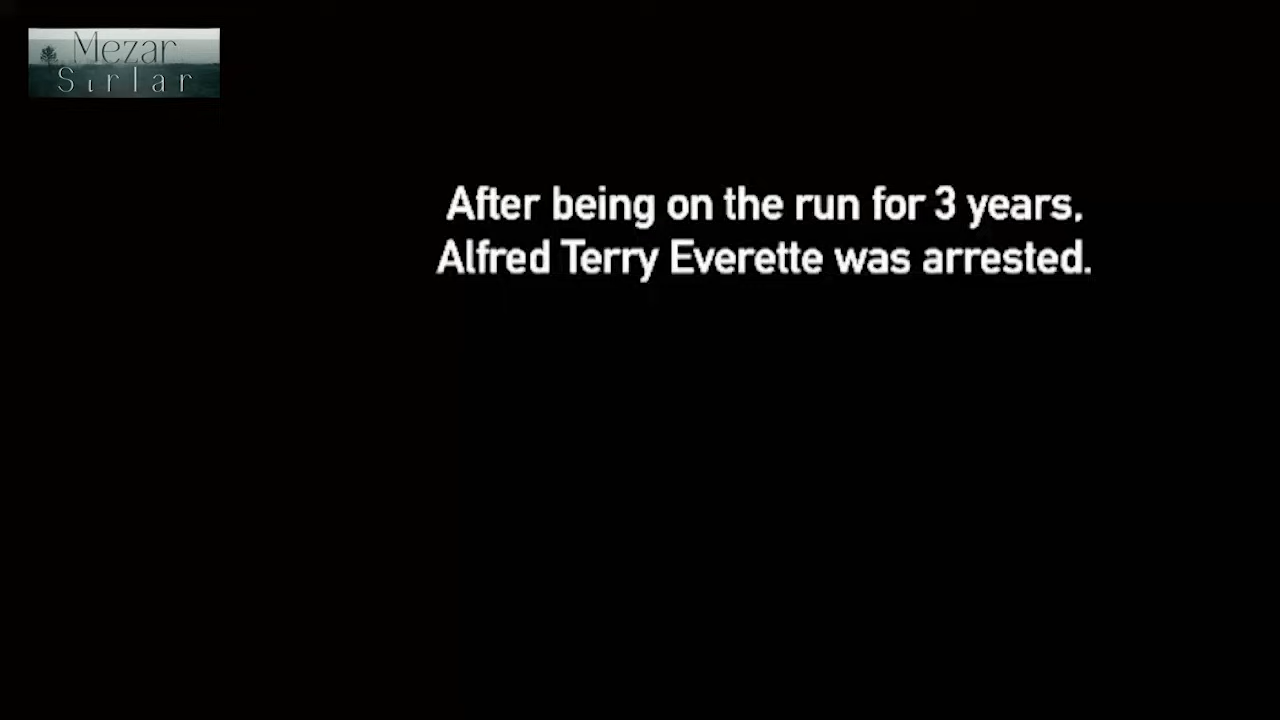 Mezar
Sırlar
After being on the run for 3 years,
Alfred Terry Everette was arrested.